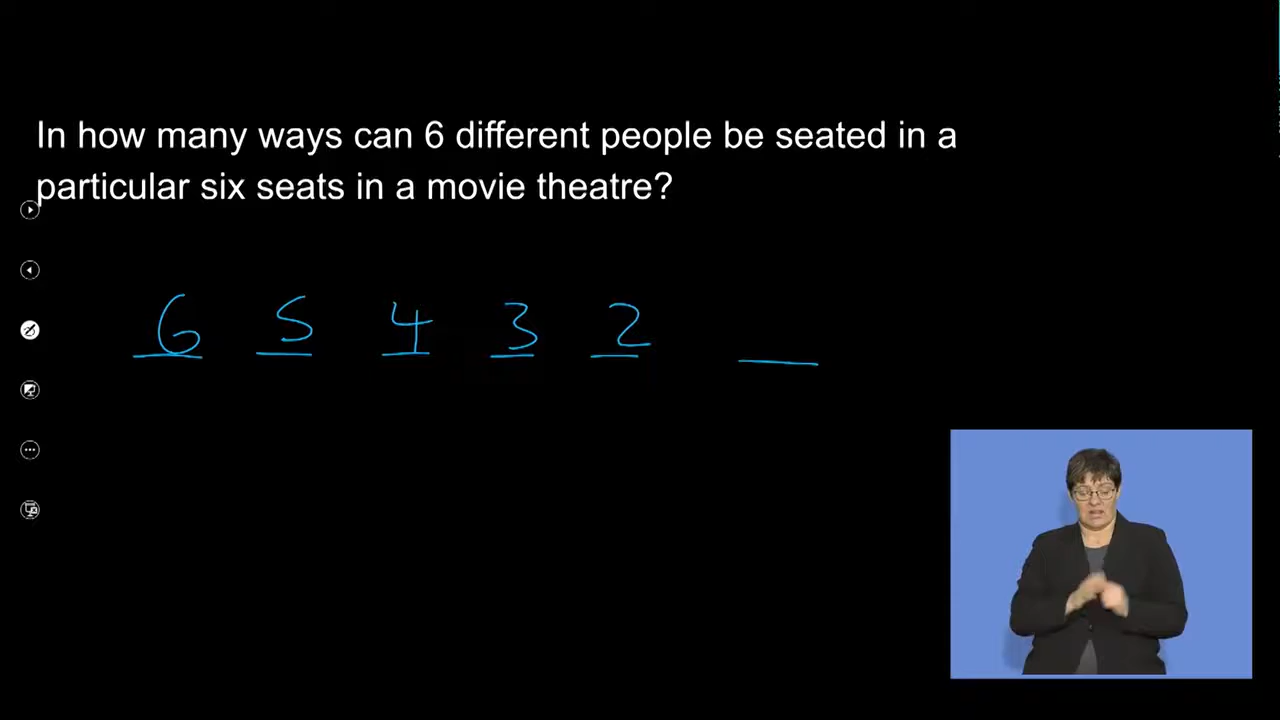 In how many ways can 6 different people be seated in a
particular six seats in a movie theatre?
6 5 4 3 2